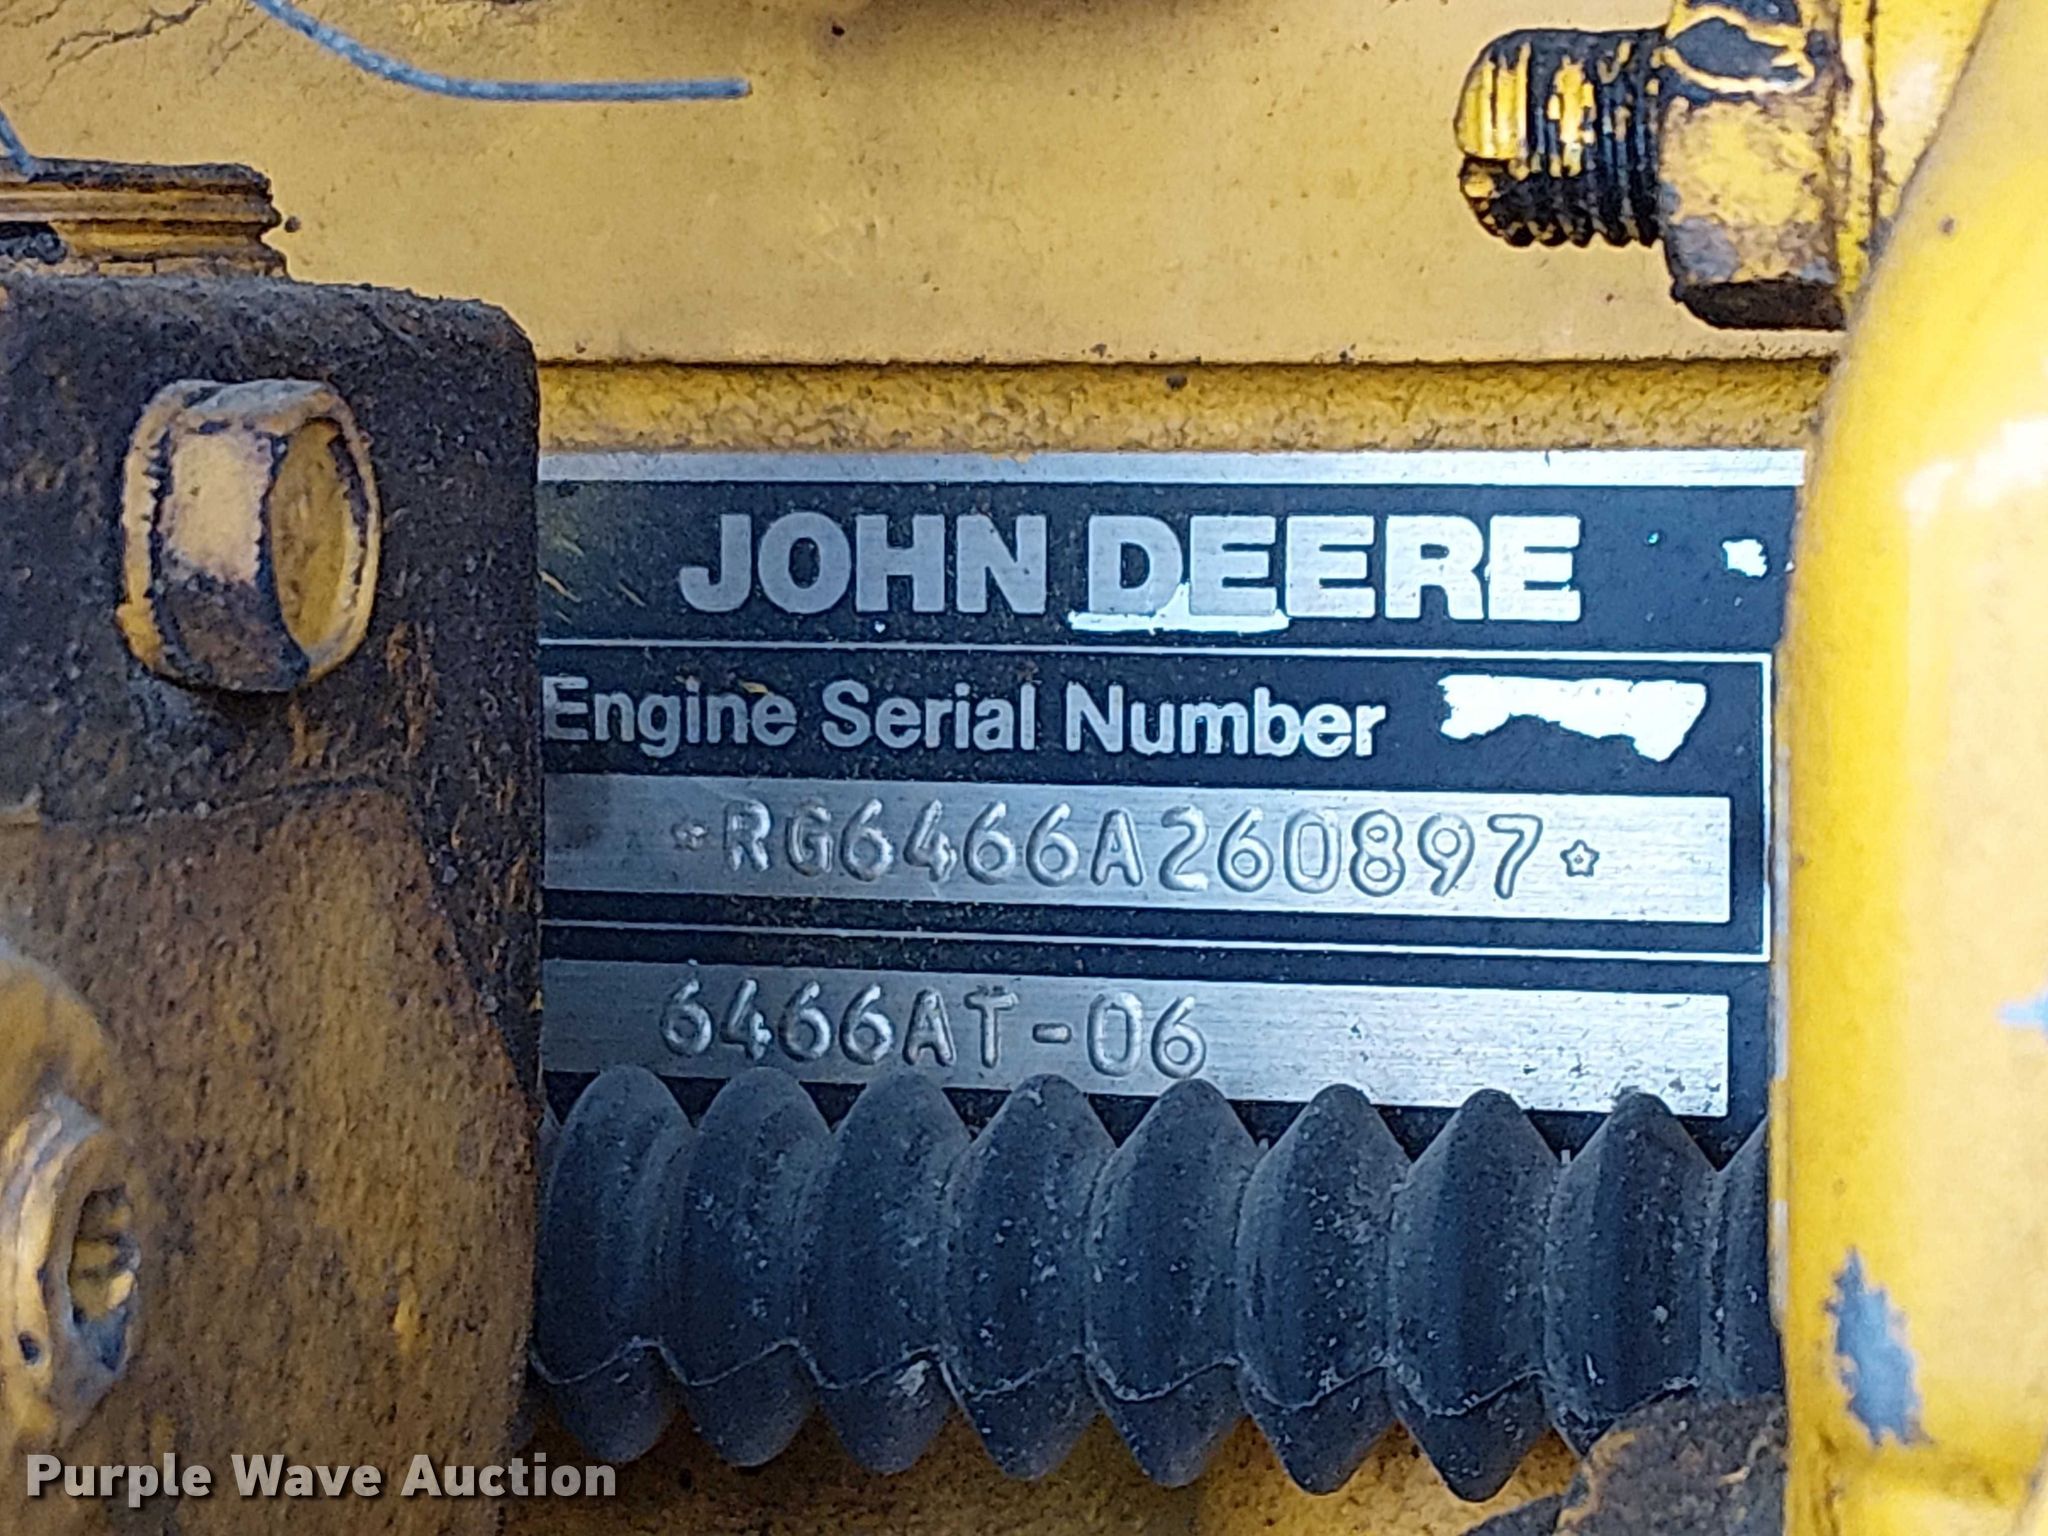 JOHN DEERE
Engine Serial Number
*RG6466A260897*
6466AT-06
Purple Wave Auction